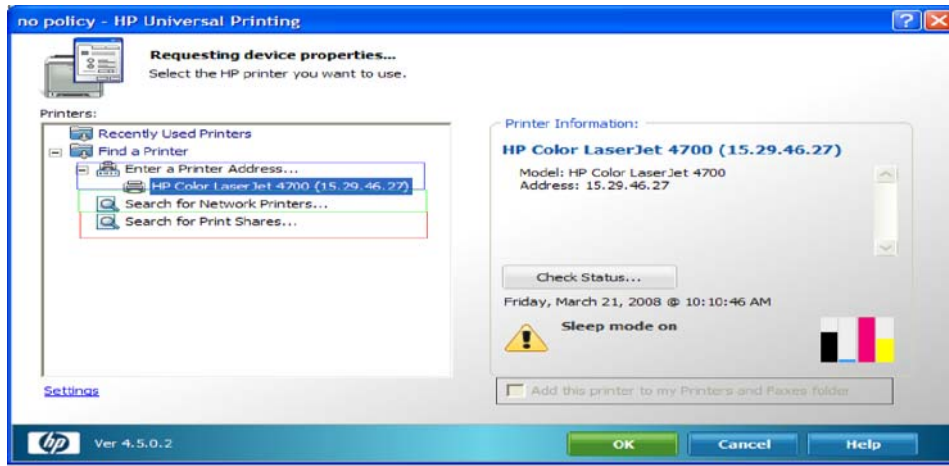 no policy - HP Universal Printing
Requesting device properties...
Select the HP printer you want to use.
Printers:
Recently Used Printers
Find a Printer
Enter a Printer Address...
HP Color LaserJet 4700 (15.29.46.27)
Search for Network Printers...
Search for Print Shares...
Settings
Printer Information:
HP Color LaserJet 4700 (15.29.46.27)
Model: HP Color LaserJet 4700
Address: 15.29.46.27
Check Status...
Friday, March 21, 2008 @ 10:10:46 AM
Sleep mode on
Add this printer to my Printers and Faxes folder
hp
Ver 4.5.0.2
OK
Cancel
Help